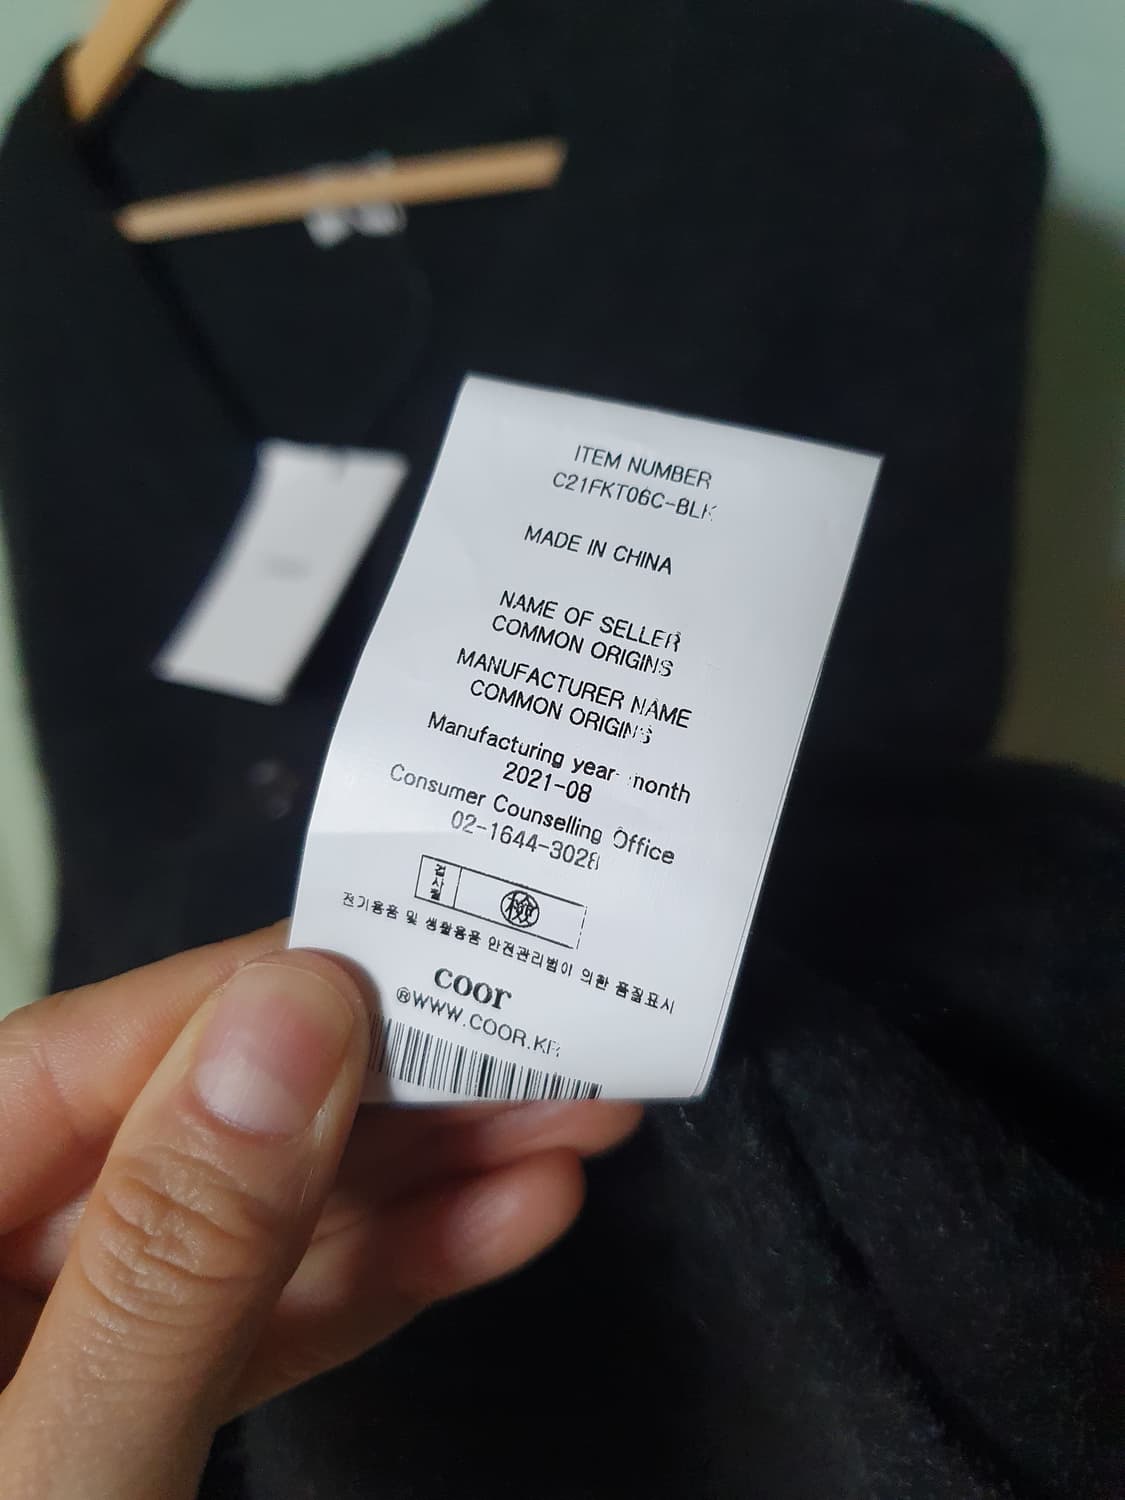 ITEM NUMBER
C21FKT06C-BLK
MADE IN CHINA
NAME OF SELLER
COMMON ORIGINS
MANUFACTURER NAME
COMMON ORIGINS
Manufacturing year- month
2021-08
Consumer Counselling Office
02-1644-3028
검사필
檢
전기용품 및 생활용품 안전관리법이 의한 품질표시
coor
®WWW.COOR.KR